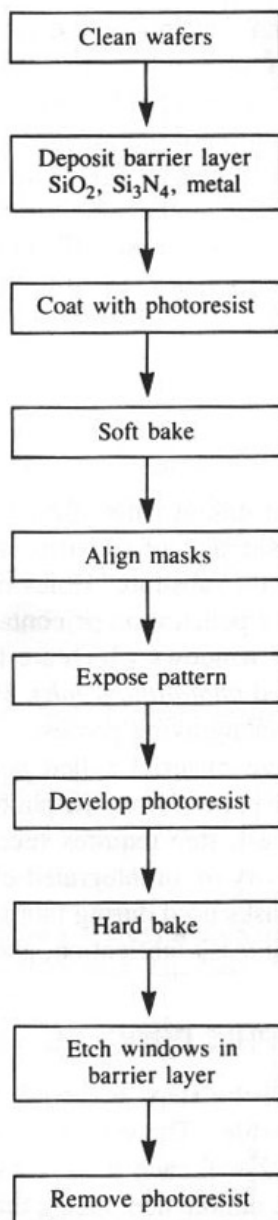 Clean wafers
Deposit barrier layer
SiO₂, Si₃N₄, metal
Coat with photoresist
Soft bake
Align masks
Expose pattern
Develop photoresist
Hard bake
Etch windows in
barrier layer
Remove photoresist